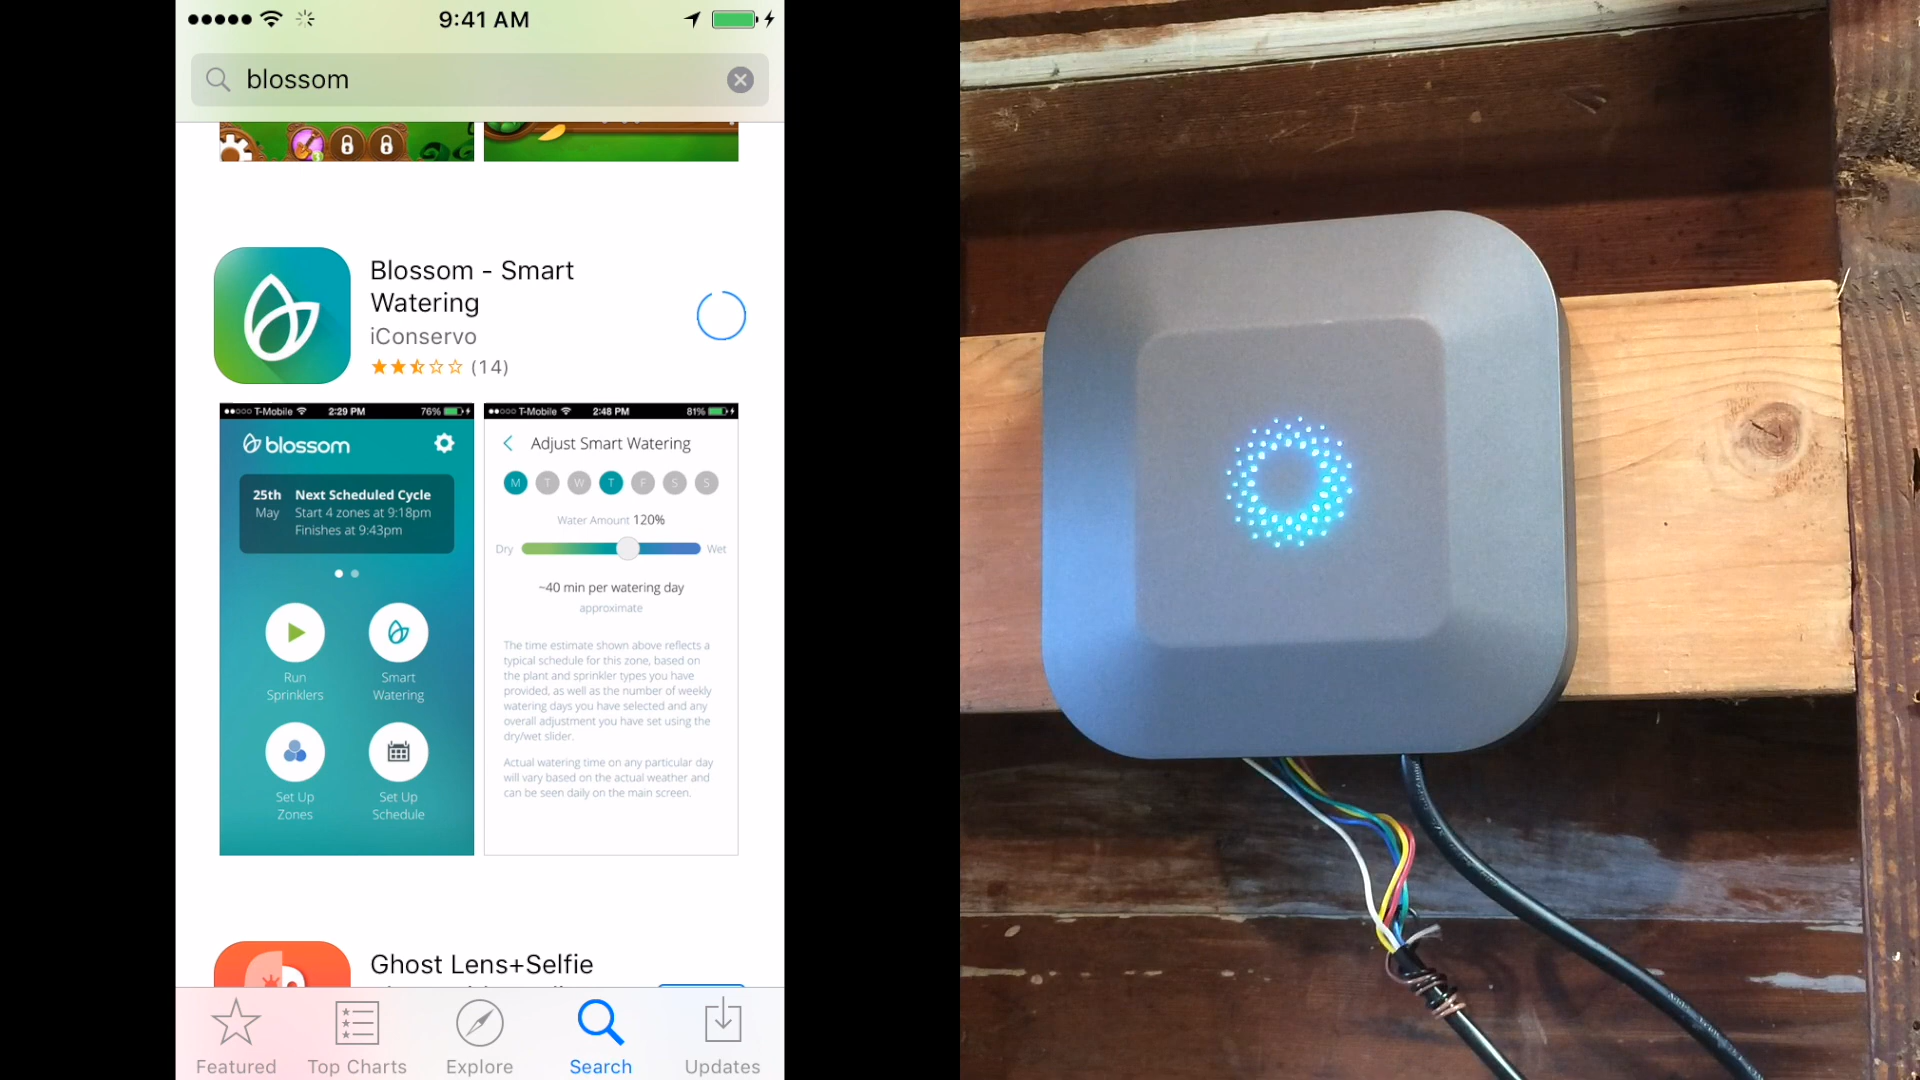 9:41 AM
blossom
Blossom - Smart
Watering
iConservo
(14)
T-Mobile 2:29 PM 76%
blossom
25th Next Scheduled Cycle
May Start 4 zones at 9:18pm
Finishes at 9:43pm
Run
Sprinklers
Smart
Watering
Set Up
Zones
Set Up
Schedule
T-Mobile 2:48 PM 81%
Adjust Smart Watering
M T W T F S S
Water Amount 120%
Dry Wet
~40 min per watering day
approximate
The time estimate shown above reflects a
typical schedule for this zone, based on
the plant and sprinkler types you have
provided, as well as the number of weekly
watering days you have selected and any
overall adjustment you have set using the
dry/wet slider.
Actual watering time on any particular day
will vary based on the actual weather and
can be seen daily on the main screen.
Ghost Lens+Selfie
Featured Top Charts Explore Search Updates